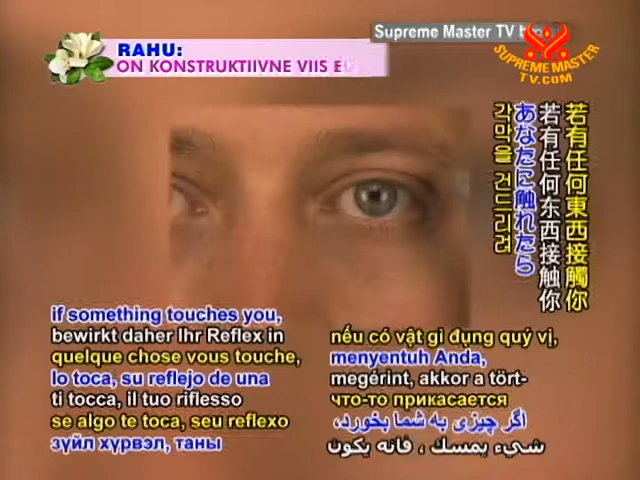 Supreme Master TV
SUPREME MASTER
TV.COM
RAHU:
ON KONSTRUKTIIVNE VIIS
若有任何東西接觸你
若有任何东西接触你
あなたに触れたら
각막을 건드리려
if something touches you,
bewirkt daher Ihr Reflex in
quelque chose vous touche,
lo toca, su reflejo de una
ti tocca, il tuo riflesso
se algo te toca, seu reflexo
зүйл хүрвэл, таны
nếu có vật gì đụng quý vị,
menyentuh Anda,
megérint, akkor a tört-
что-то прикасается
اگر چیزی به شما بخورد،
شيء يمسك ، فانه يكون